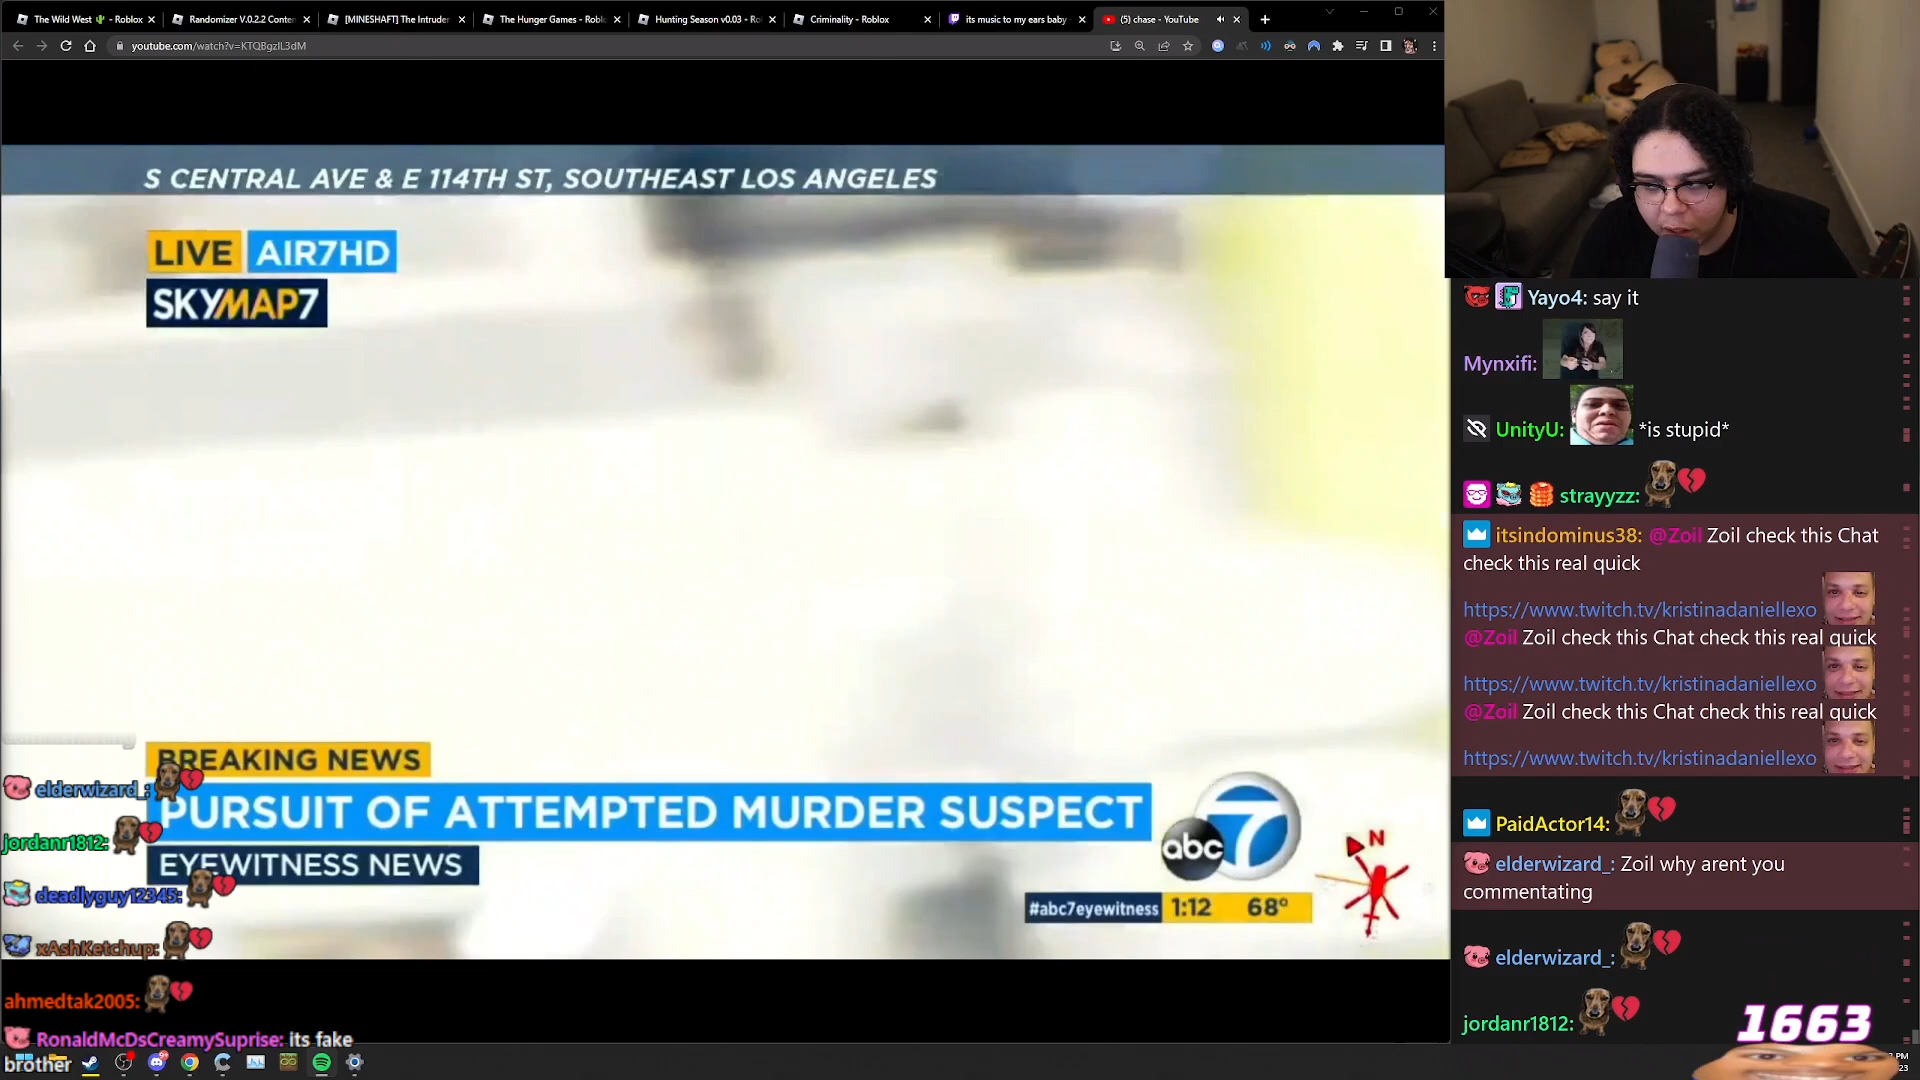 The Wild West 🌵 - Roblox
Randomizer V.0.2.2 Conten
[MINESHAFT] The Intruder
The Hunger Games - Roblo
Hunting Season v0.03 - Ro
Criminality - Roblox
its music to my ears baby -
(5) chase - YouTube
youtube.com/watch?v=KTQBgzlL3dM
S CENTRAL AVE & E 114TH ST, SOUTHEAST LOS ANGELES
LIVE AIR7HD
SKYMAP7
BREAKING NEWS
PURSUIT OF ATTEMPTED MURDER SUSPECT
EYEWITNESS NEWS
abc 7
N
#abc7eyewitness 1:12 68°
elderwizard_:
jordanr1812:
deadlyguy12345:
xAshKetchup:
ahmedtak2005:
RonaldMcDsCreamySuprise: its fake
brother
Yayo4: say it
Mynxifi:
UnityU: *is stupid*
strayyzz:
itsindominus38: @Zoil Zoil check this Chat
check this real quick
https://www.twitch.tv/kristinadaniellexo
@Zoil Zoil check this Chat check this real quick
https://www.twitch.tv/kristinadaniellexo
@Zoil Zoil check this Chat check this real quick
https://www.twitch.tv/kristinadaniellexo
PaidActor14:
elderwizard_: Zoil why arent you
commentating
elderwizard_:
jordanr1812:
1663
PM
23